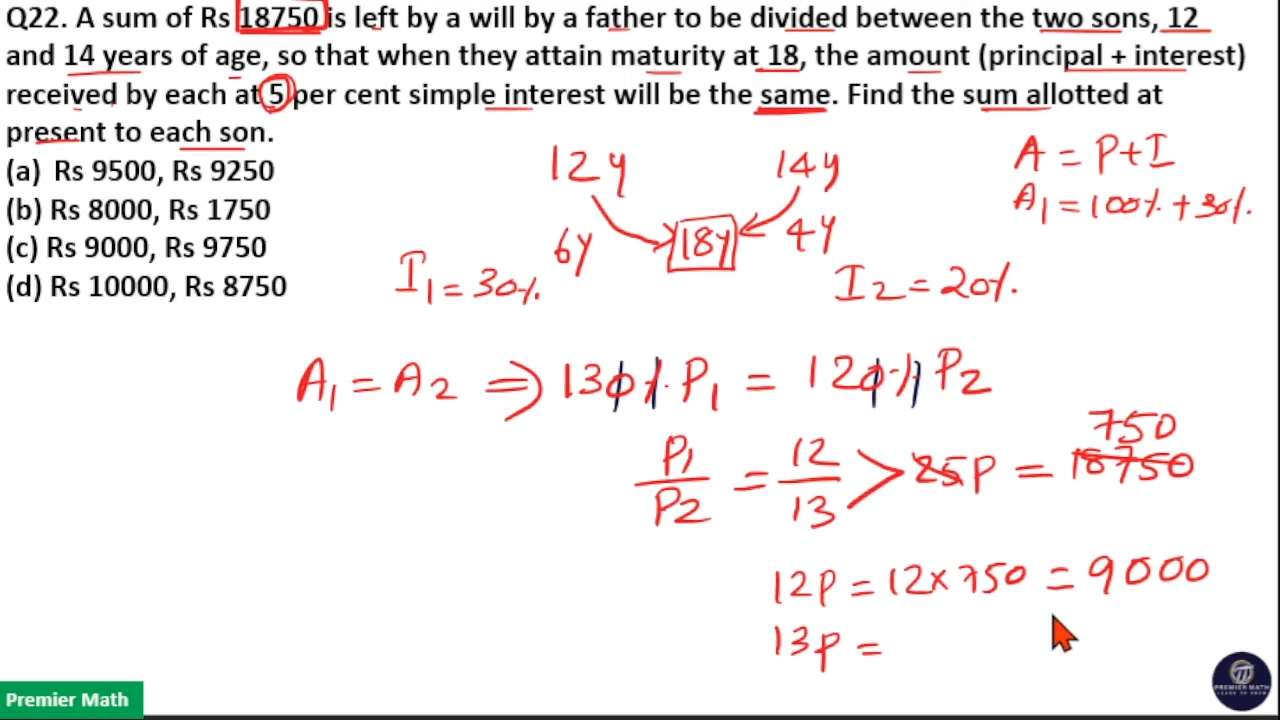 Q22. A sum of Rs 18750 is left by a will by a father to be divided between the two sons, 12
and 14 years of age, so that when they attain maturity at 18, the amount (principal + interest)
received by each at 5 per cent simple interest will be the same. Find the sum allotted at
present to each son.
(a) Rs 9500, Rs 9250
(b) Rs 8000, Rs 1750
(c) Rs 9000, Rs 9750
(d) Rs 10000, Rs 8750
A = P+I
A1 = 100% + 30%
12y 14y
6y 18y 4y
I1 = 30% I2 = 20%
A1 = A2 ⇒ 130% P1 = 120% P2
750
P1/P2 = 12/13 > 25P = 18750
12P = 12×750 = 9000
13P =
Premier Math
PREMIER MATH